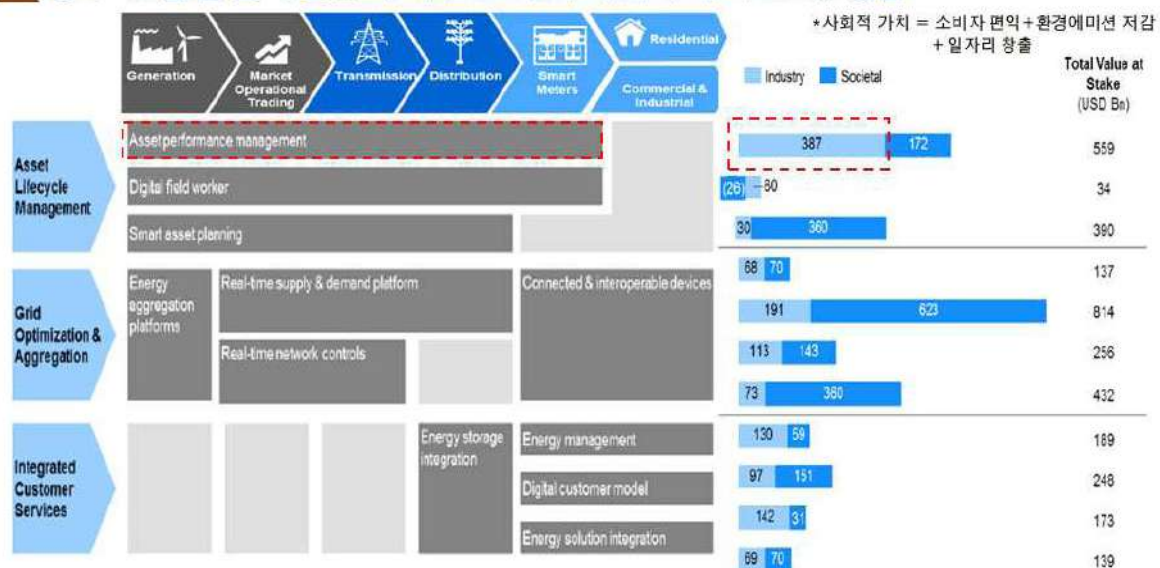 *사회적 가치 = 소비자 편익+환경에미션 저감
+일자리 창출
Generation
Market
Operational
Trading
Transmission
Distribution
Smart
Meters
Residential
Commercial &
Industrial
Industry
Societal
Total Value at
Stake
(USD Bn)
Asset
Lifecycle
Management
Asset performance management
387
172
559
Digital field worker
(26)
60
34
Smart asset planning
30
360
390
Grid
Optimization &
Aggregation
Energy
aggregation
platforms
Real-time supply & demand platform
Connected & interoperable devices
68
70
137
191
623
814
Real-time network controls
113
143
256
73
360
432
Integrated
Customer
Services
Energy storage
integration
Energy management
130
59
189
Digital customer model
97
151
248
Energy solution integration
142
31
173
69
70
139